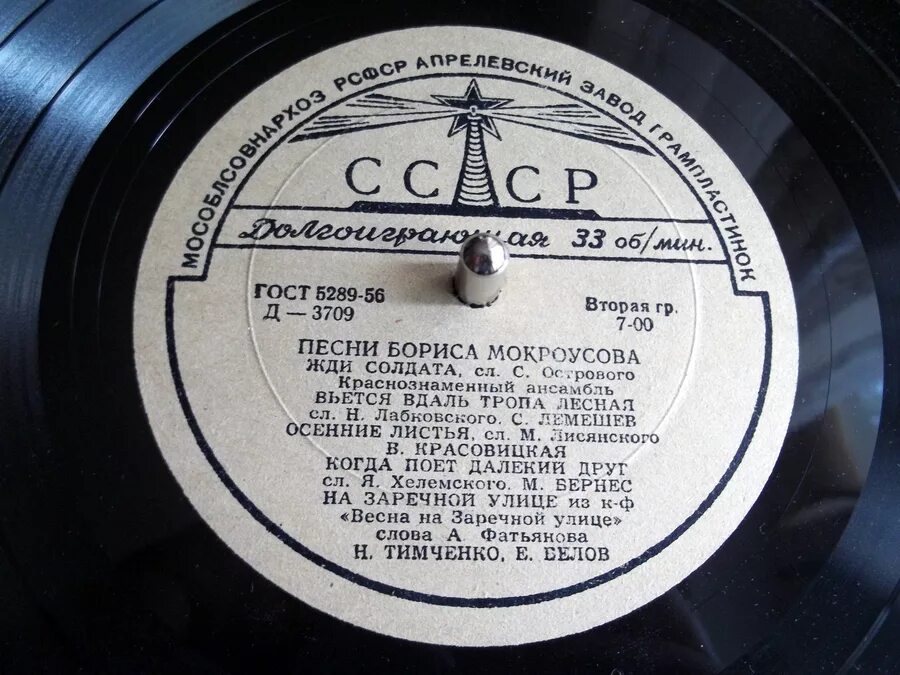 МОСОБЛСОВНАРХОЗ РСФСР АПРЕЛЕВСКИЙ ЗАВОД ГРАМПЛАСТИНОК
СССР
Долгоиграющая 33 об/мин.
ГОСТ 5289-56
Д — 3709
Вторая гр.
7-00
ПЕСНИ БОРИСА МОКРОУСОВА
ЖДИ СОЛДАТА, сл. С. Острового
Краснознаменный ансамбль
ВЬЕТСЯ ВДАЛЬ ТРОПА ЛЕСНАЯ
сл. Н. Лабковского. С. ЛЕМЕШЕВ
ОСЕННИЕ ЛИСТЬЯ, сл. М. Лисянского
В. КРАСОВИЦКАЯ
КОГДА ПОЕТ ДАЛЕКИЙ ДРУГ
сл. Я. Хелемского. М. БЕРНЕС
НА ЗАРЕЧНОЙ УЛИЦЕ из к-ф
«Весна на Заречной улице»
слова А. Фатьянова
Н. ТИМЧЕНКО, Е. БЕЛОВ